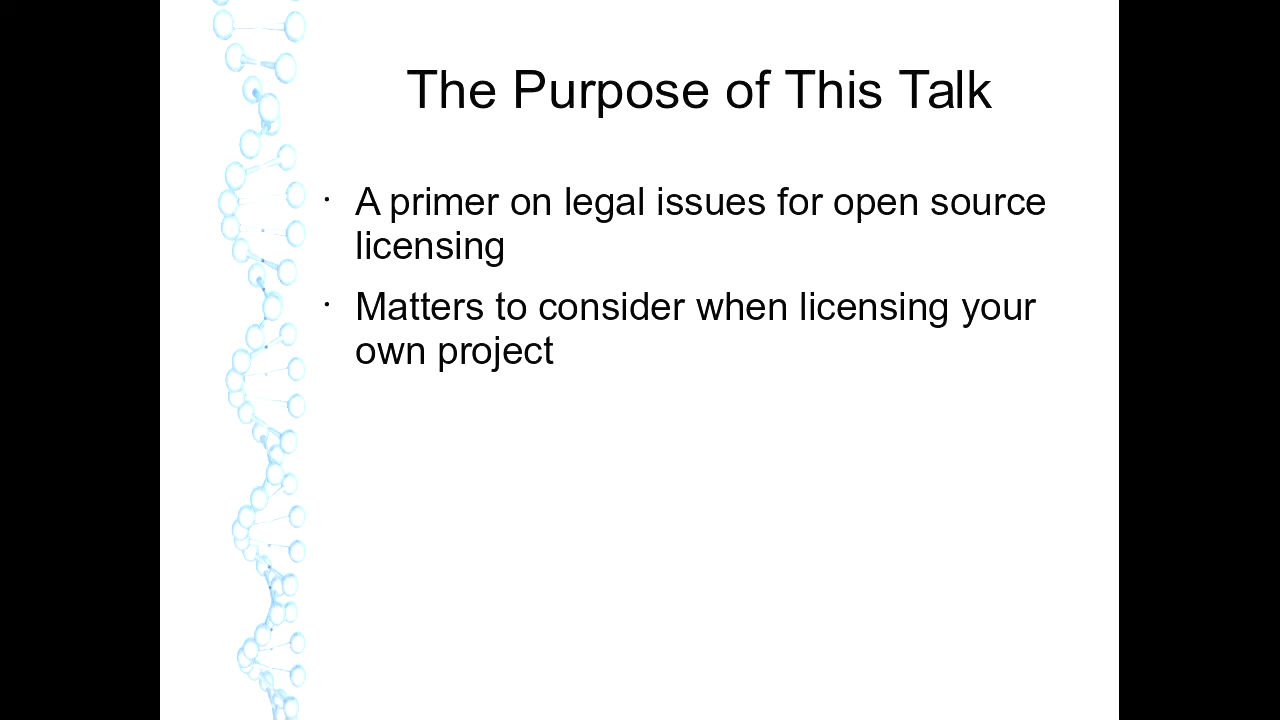 The Purpose of This Talk
· A primer on legal issues for open source
licensing
· Matters to consider when licensing your
own project